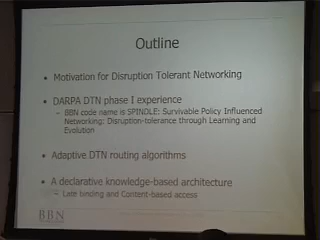 Outline
• Motivation for Disruption Tolerant Networking
• DARPA DTN phase I experience
– BBN code name is SPINDLE: Survivable Policy Influenced
Networking: Disruption-tolerance through Learning and
Evolution
• Adaptive DTN routing algorithms
• A declarative knowledge-based architecture
– Late binding and Content-based access
BBN